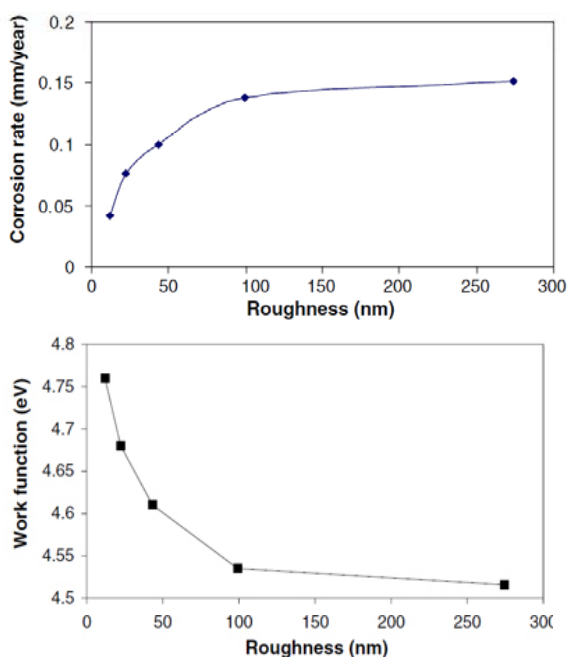 0.2
0.15
0.1
0.05
0
Corrosion rate (mm/year)
0 50 100 150 200 250 300
Roughness (nm)
4.8
4.75
4.7
4.65
4.6
4.55
4.5
Work function (eV)
0 50 100 150 200 250 300
Roughness (nm)